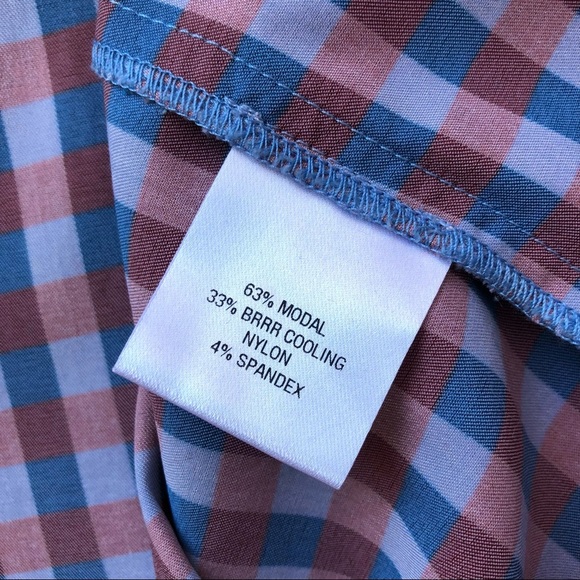 63% MODAL
33% BRRR COOLING
NYLON
4% SPANDEX